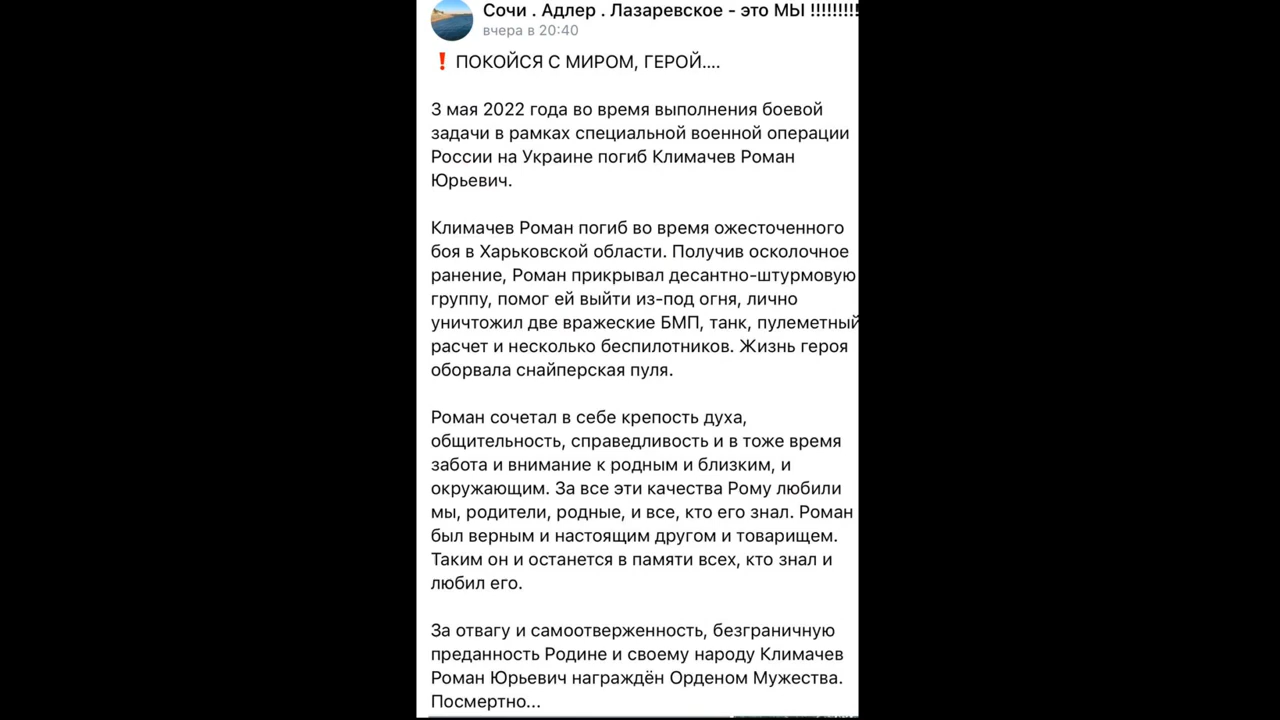 Сочи . Адлер . Лазаревское - это МЫ !!!!!!!!!
вчера в 20:40
❗ ПОКОЙСЯ С МИРОМ, ГЕРОЙ....
3 мая 2022 года во время выполнения боевой
задачи в рамках специальной военной операции
России на Украине погиб Климачев Роман
Юрьевич.
Климачев Роман погиб во время ожесточенного
боя в Харьковской области. Получив осколочное
ранение, Роман прикрывал десантно-штурмовую
группу, помог ей выйти из-под огня, лично
уничтожил две вражеские БМП, танк, пулеметный
расчет и несколько беспилотников. Жизнь героя
оборвала снайперская пуля.
Роман сочетал в себе крепость духа,
общительность, справедливость и в тоже время
забота и внимание к родным и близким, и
окружающим. За все эти качества Рому любили
мы, родители, родные, и все, кто его знал. Роман
был верным и настоящим другом и товарищем.
Таким он и останется в памяти всех, кто знал и
любил его.
За отвагу и самоотверженность, безграничную
преданность Родине и своему народу Климачев
Роман Юрьевич награждён Орденом Мужества.
Посмертно...